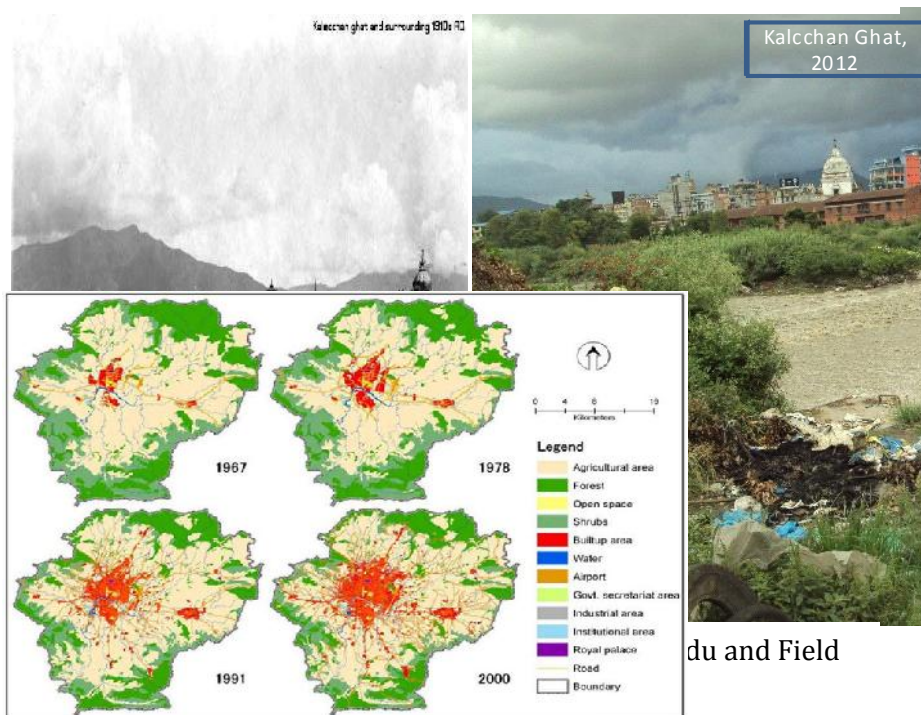 Kalcchan ghat and surrounding 1910s AD
Kalcchan Ghat,
2012
1967
1978
0 4 19
Kilometers
Legend
Agricultural area
Forest
Open space
Shrubs
Builtup area
Water
Airport
Govt. secretariat area
Industrial area
Institutional area
Royal palace
Road
Boundary
1991
2000
du and Field